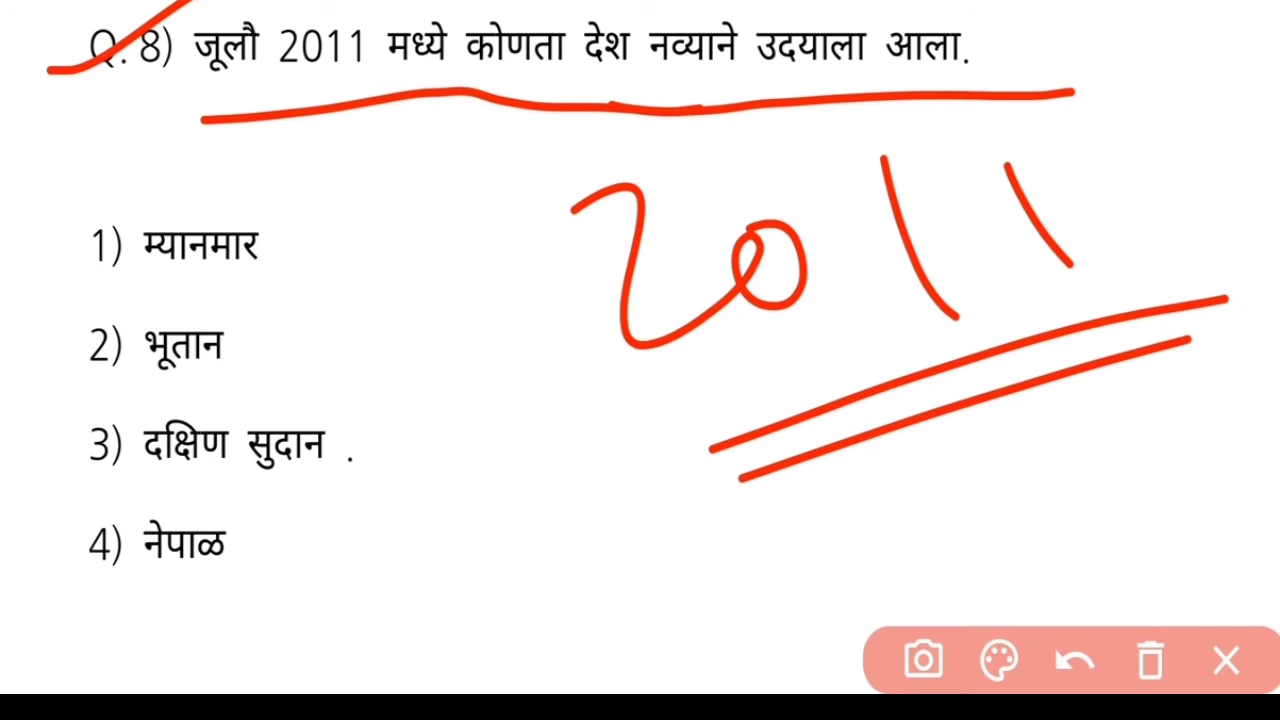 Q. 8) जूलौ 2011 मध्ये कोणता देश नव्याने उदयाला आला.
2011
1) म्यानमार
2) भूतान
3) दक्षिण सुदान .
4) नेपाळ